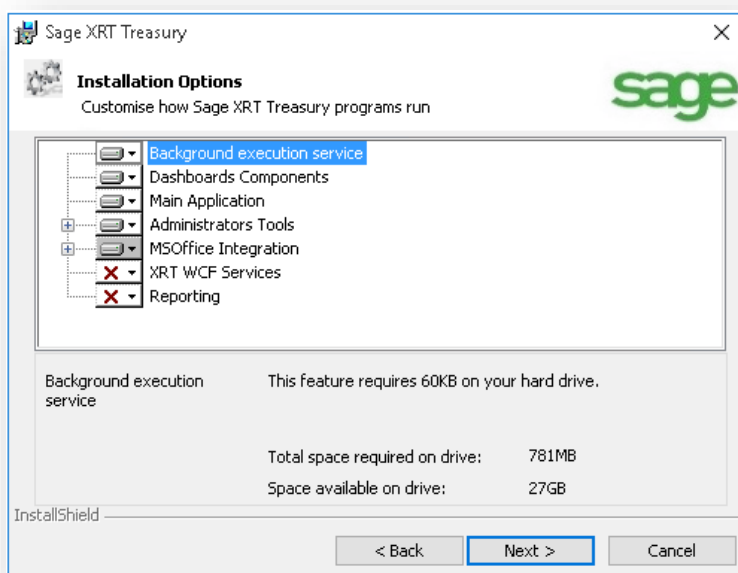 Sage XRT Treasury
Installation Options
Customise how Sage XRT Treasury programs run
sage
Background execution service
Dashboards Components
Main Application
Administrators Tools
MSOffice Integration
XRT WCF Services
Reporting
Background execution service
This feature requires 60KB on your hard drive.
Total space required on drive: 781MB
Space available on drive: 27GB
InstallShield
< Back Next > Cancel